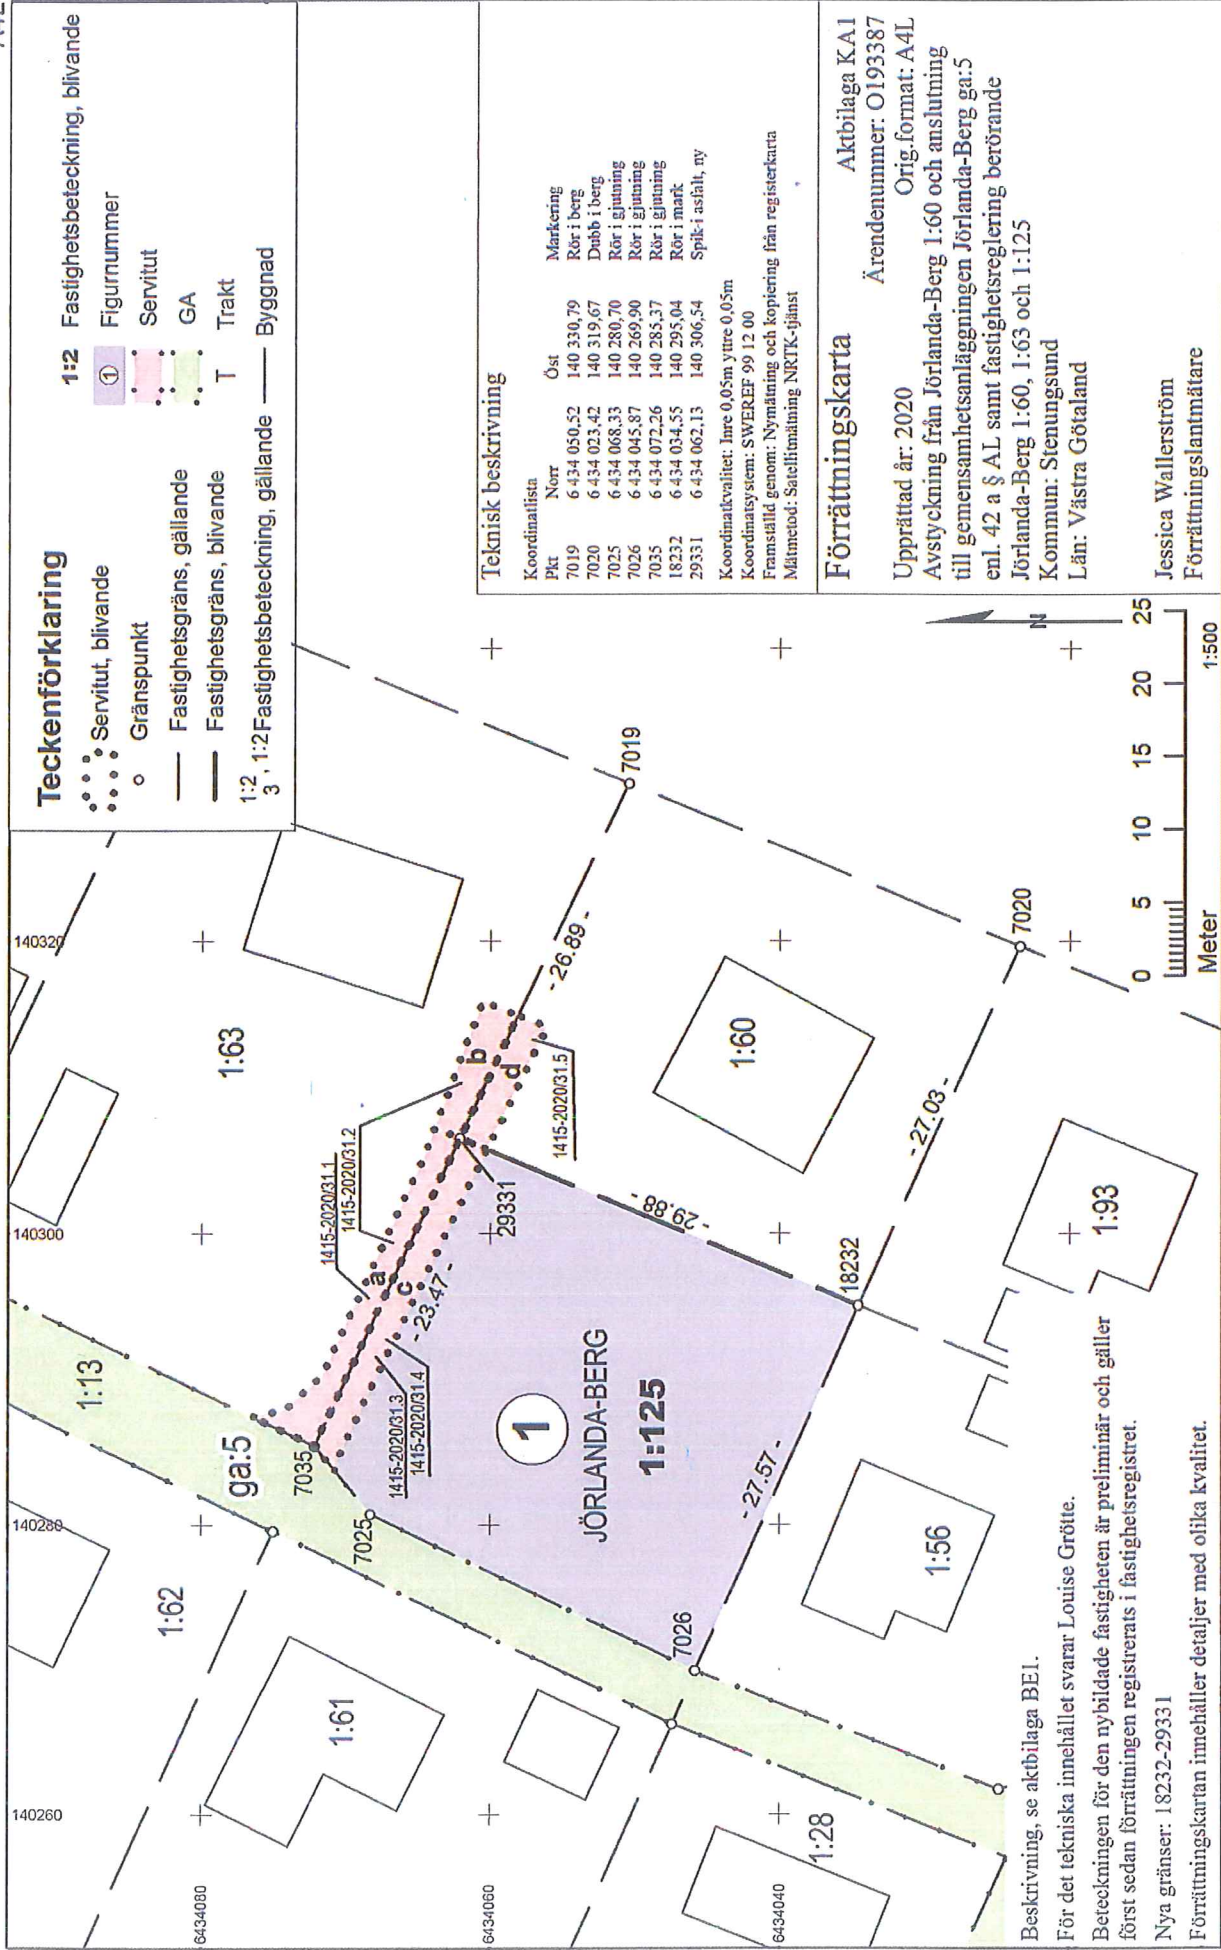 Teckenförklaring
Servitut, blivande
Gränspunkt
Fastighetsgräns, gällande
Fastighetsgräns, blivande
1:2
3 , 1:2 Fastighetsbeteckning, gällande
1:2 Fastighetsbeteckning, blivande
1 Figurnummer
Servitut
GA
T Trakt
Byggnad
Teknisk beskrivning
Koordinatlista
Pkt Norr Öst Markering
7019 6 434 050,52 140 330,79 Rör i berg
7020 6 434 023,42 140 319,67 Dubb i berg
7025 6 434 068,33 140 280,70 Rör i gjutning
7026 6 434 045,87 140 269,90 Rör i gjutning
7035 6 434 072,26 140 285,37 Rör i gjutning
18232 6 434 034,55 140 295,04 Rör i mark
29331 6 434 062,13 140 306,54 Spik i asfalt, ny
Koordinatkvalitet: Inre 0,05m yttre 0,05m
Koordinatsystem: SWEREF 99 12 00
Framställd genom: Nymätning och kopiering från registerkarta
Mätmetod: Satellitmätning NRTK-tjänst
Förrättningskarta Aktbilaga KA1
Ärendenummer: O193387
Upprättad år: 2020 Orig.format: A4L
Avstyckning från Jörlanda-Berg 1:60 och anslutning
till gemensamhetsanläggningen Jörlanda-Berg ga:5
enl. 42 a § AL samt fastighetsreglering berörande
Jörlanda-Berg 1:60, 1:63 och 1:125
Kommun: Stenungsund
Län: Västra Götaland
Jessica Wallerström
Förrättningslantmätare
140320
140300
140280
140260
6434080
6434060
6434040
1:13
1:63
1:62
1:61
1:60
1:93
1:56
1:28
ga:5
7035
7025
7026
29331
18232
7019
7020
a
b
c
d
1415-2020/31.1
1415-2020/31.2
1415-2020/31.3
1415-2020/31.4
1415-2020/31.5
- 23.47 -
- 26.89 -
- 29.88 -
- 27.03 -
- 27.57 -
1
JÖRLANDA-BERG
1:125
N
0 5 10 15 20 25
Meter
1:500
Beskrivning, se aktbilaga BE1.
För det tekniska innehållet svarar Louise Grötte.
Beteckningen för den nybildade fastigheten är preliminär och gäller
först sedan förrättningen registrerats i fastighetsregistret.
Nya gränser: 18232-29331
Förrättningskartan innehåller detaljer med olika kvalitet.